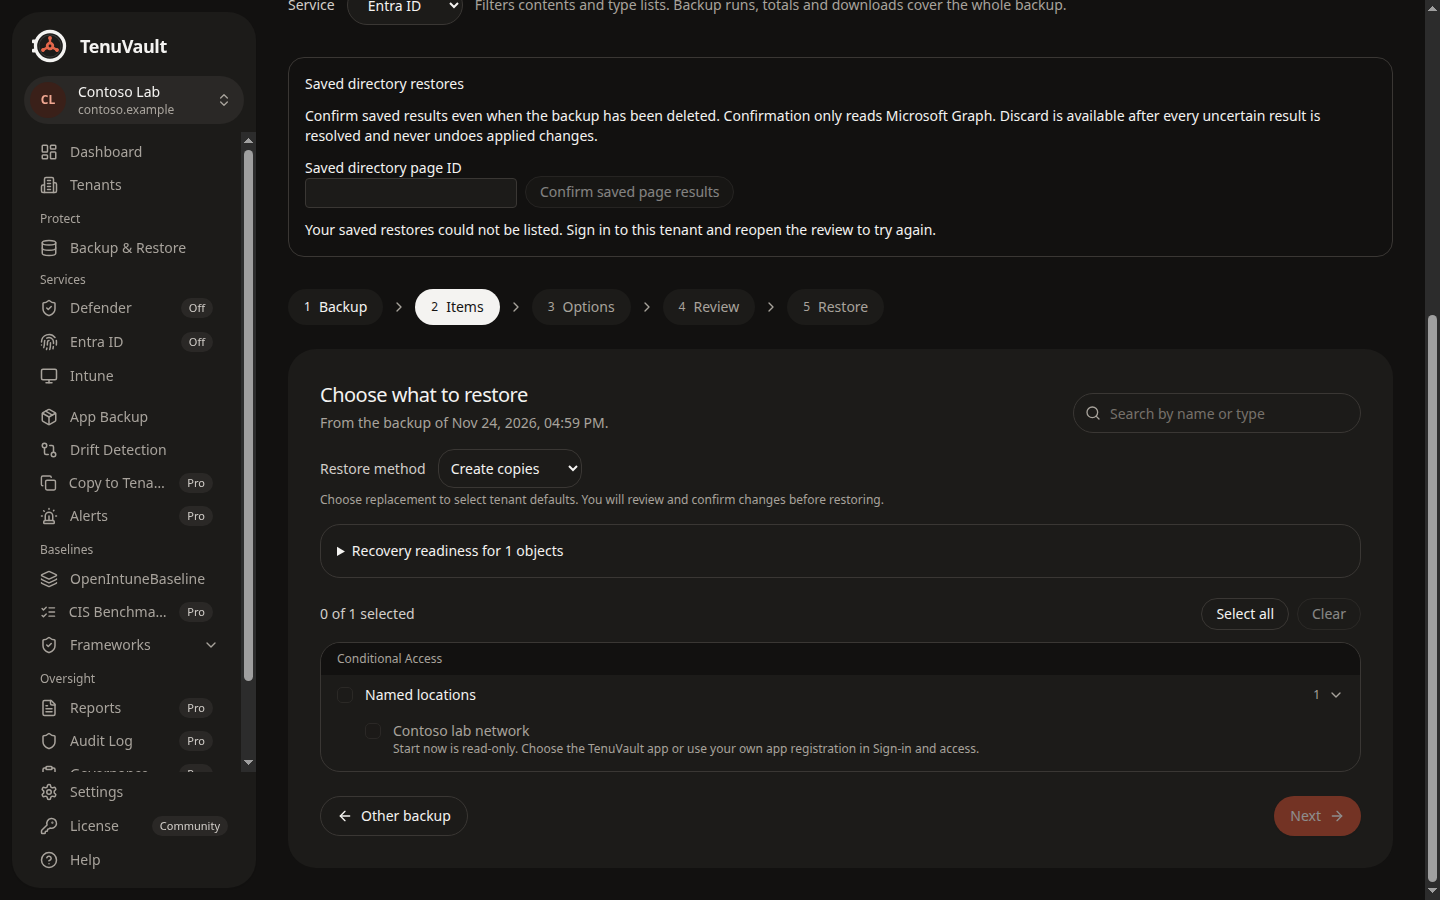 TenuVault
CL
Contoso Lab
contoso.example
Dashboard
Tenants
Protect
Backup & Restore
Services
Defender Off
Entra ID Off
Intune
App Backup
Drift Detection
Copy to Tena... Pro
Alerts Pro
Baselines
OpenIntuneBaseline
CIS Benchma... Pro
Frameworks
Oversight
Reports Pro
Audit Log Pro
Settings
License Community
Help
Service Entra ID Filters contents and type lists. Backup runs, totals and downloads cover the whole backup.
Saved directory restores
Confirm saved results even when the backup has been deleted. Confirmation only reads Microsoft Graph. Discard is available after every uncertain result is
resolved and never undoes applied changes.
Saved directory page ID
Confirm saved page results
Your saved restores could not be listed. Sign in to this tenant and reopen the review to try again.
1 Backup 2 Items 3 Options 4 Review 5 Restore
Choose what to restore
From the backup of Nov 24, 2026, 04:59 PM.
Search by name or type
Restore method Create copies
Choose replacement to select tenant defaults. You will review and confirm changes before restoring.
Recovery readiness for 1 objects
0 of 1 selected
Select all Clear
Conditional Access
Named locations 1
Contoso lab network
Start now is read-only. Choose the TenuVault app or use your own app registration in Sign-in and access.
Other backup
Next